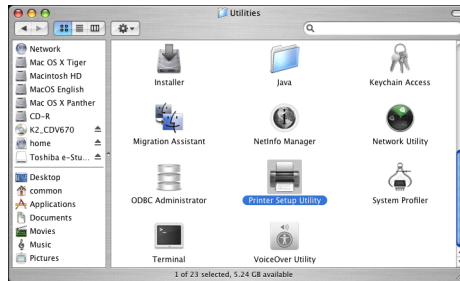 Utilities
Network
Mac OS X Tiger
Macintosh HD
MacOS English
Mac OS X Panther
CD-R
K2_CDV670
home
Toshiba e-Stu...
Desktop
common
Applications
Documents
Movies
Music
Pictures
Installer
Java
Keychain Access
Migration Assistant
NetInfo Manager
Network Utility
ODBC Administrator
Printer Setup Utility
System Profiler
Terminal
VoiceOver Utility
1 of 23 selected, 5.24 GB available